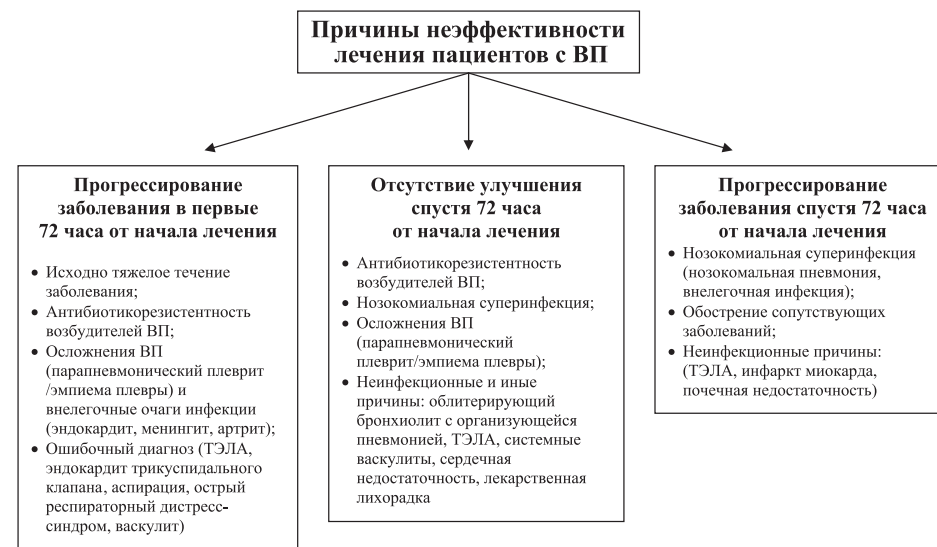 Причины неэффективности
лечения пациентов с ВП
Прогрессирование
заболевания в первые
72 часа от начала лечения
• Исходно тяжелое течение
заболевания;
• Антибиотикорезистентность
возбудителей ВП;
• Осложнения ВП
(парапневмонический плеврит
/эмпиема плевры) и
внелегочные очаги инфекции
(эндокардит, менингит, артрит);
• Ошибочный диагноз (ТЭЛА,
эндокардит трикуспидального
клапана, аспирация, острый
респираторный дистресс-
синдром, васкулит)
Отсутствие улучшения
спустя 72 часа
от начала лечения
• Антибиотикорезистентность
возбудителей ВП;
• Нозокомиальная суперинфекция;
• Осложнения ВП
(парапневмонический
плеврит/эмпиема плевры);
• Неинфекционные и иные
причины: облитерирующий
бронхиолит с организующейся
пневмонией, ТЭЛА, системные
васкулиты, сердечная
недостаточность, лекарственная
лихорадка
Прогрессирование
заболевания спустя 72 часа
от начала лечения
• Нозокомиальная суперинфекция
(нозокомальная пневмония,
внелегочная инфекция);
• Обострение сопутствующих
заболеваний;
• Неинфекционные причины:
(ТЭЛА, инфаркт миокарда,
почечная недостаточность)